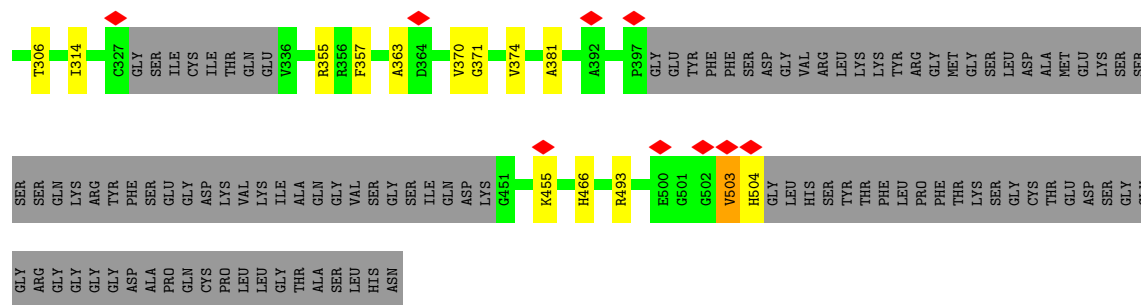 T306 I314 C327 GLY SER ILE CYS ILE THR GLN GLU V336 R355 R356 F357 A363 D364 V370 G371 V374 A381 A392 P397 GLY GLU TYR PHE PHE SER ASP GLY VAL ARG LEU LYS LYS TYR ARG GLY MET GLY SER LEU ASP ALA MET GLU LYS SER SER
SER SER GLN LYS ARG TYR PHE SER GLU GLY ASP LYS VAL LYS ILE ALA GLN GLY VAL SER GLY SER ILE GLN ASP LYS G451 K455 H466 R493 E500 G501 G502 V503 H504 GLY LEU HIS SER TYR THR PHE LEU PRO PHE THR LYS SER GLY CYS THR GLU ASP SER GLY
GLY ARG GLY GLY GLY GLY ASP ALA PRO GLN CYS PRO LEU LEU GLY THR ALA SER LEU HIS ASN